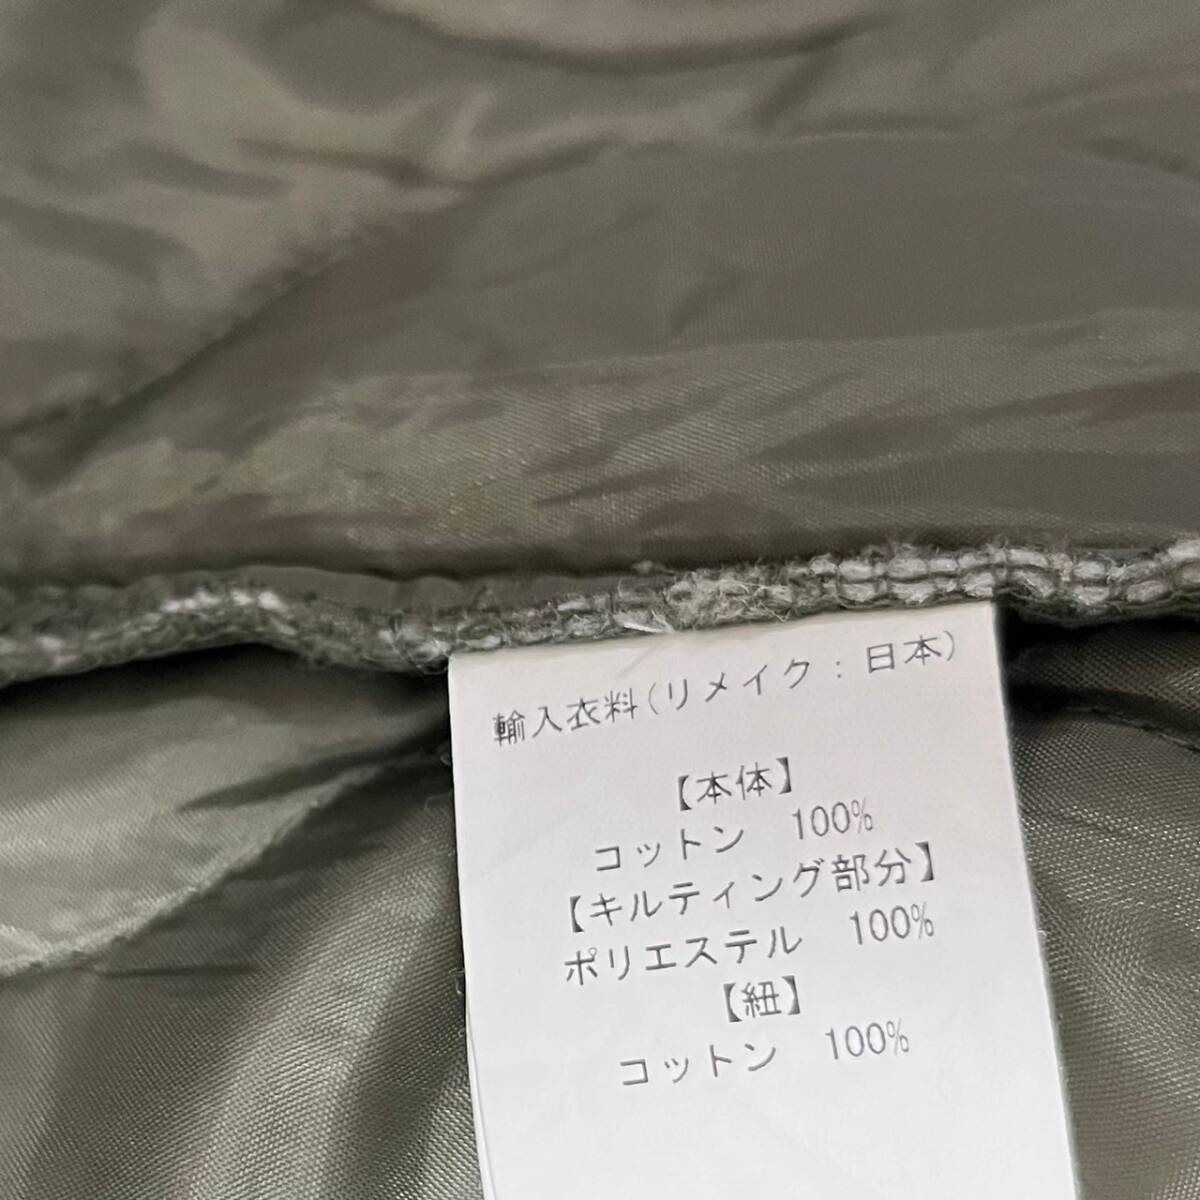 輸入衣料(リメイク：日本)
【本体】
コットン　100%
【キルティング部分】
ポリエステル　100%
【紐】
コットン　100%